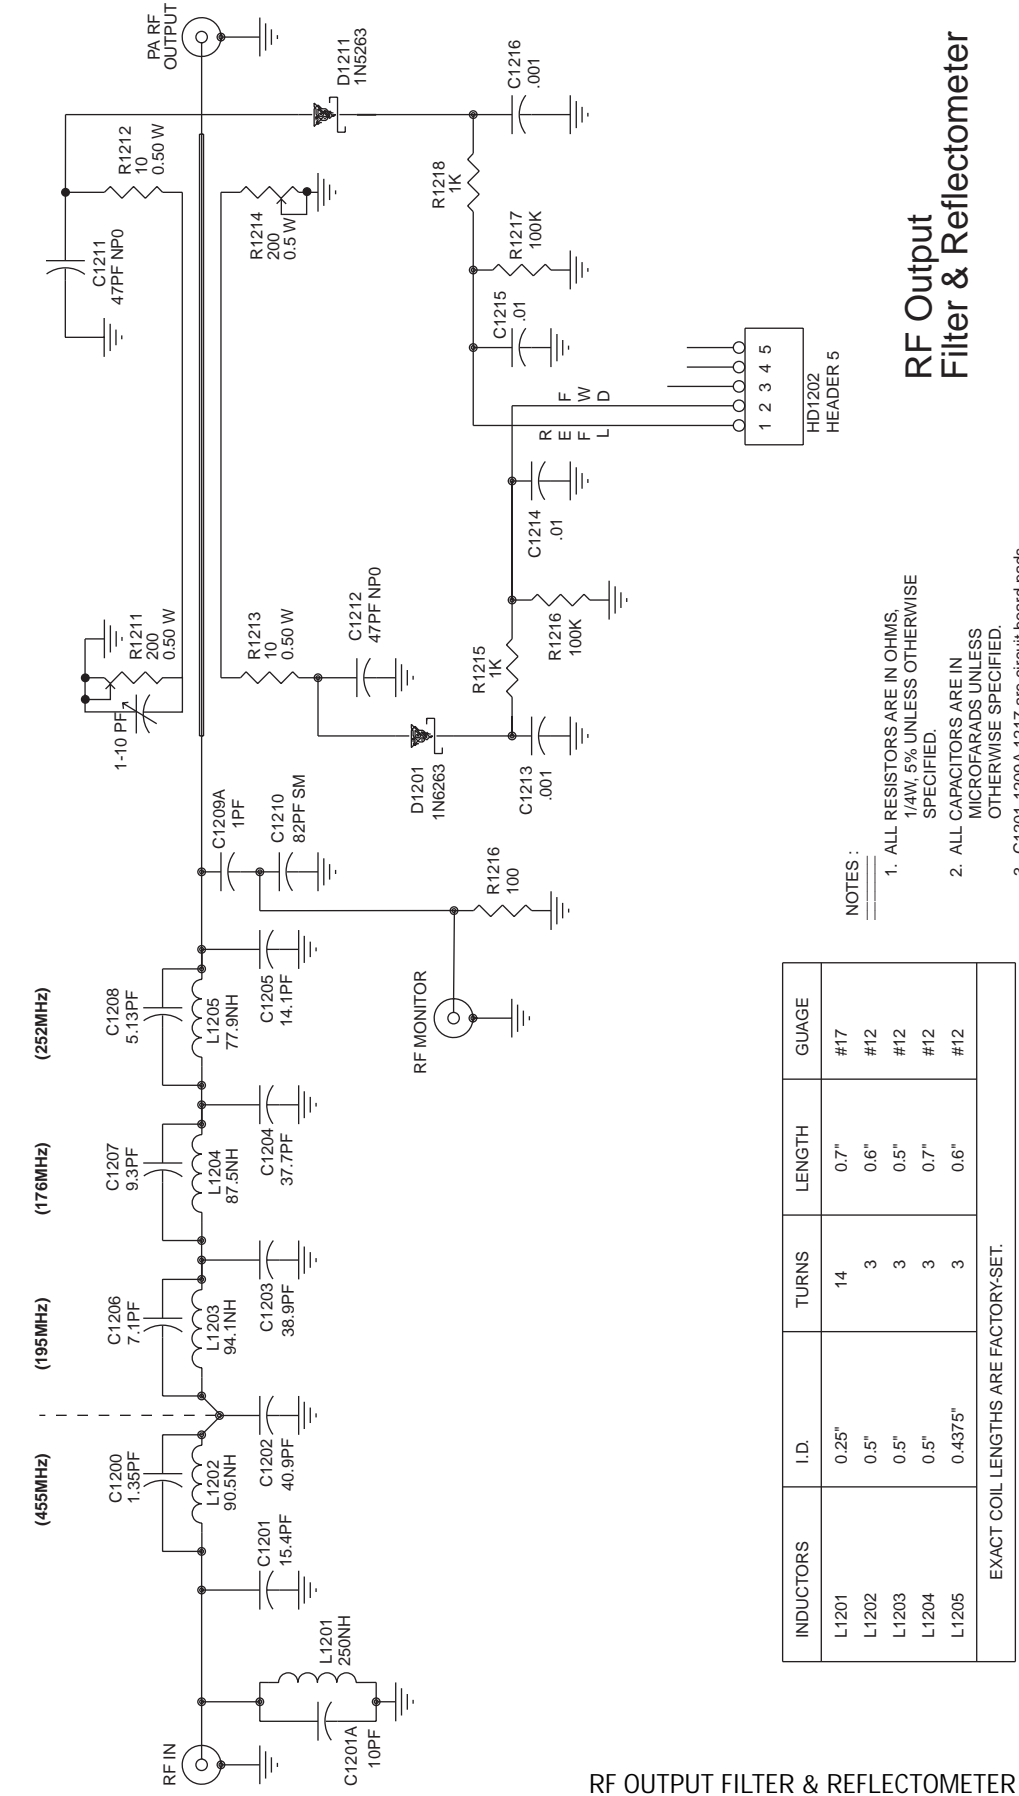 (455MHz)
(195MHz)
(176MHz)
(252MHz)
C1200
1.35PF
L1202
90.5NH
C1206
7.1PF
L1203
94.1NH
C1207
9.3PF
L1204
87.5NH
C1208
5.13PF
L1205
77.9NH
RF IN
C1201A
10PF
L1201
250NH
C1201
15.4PF
C1202
40.9PF
C1203
38.9PF
C1204
37.7PF
C1205
14.1PF
C1209A
1PF
C1210
82PF SM
RF MONITOR
R1216
100
1-10 PF
R1211
200
0.50 W
C1211
47PF NP0
R1212
10
0.50 W
PA RF
OUTPUT
R1213
10
0.50 W
R1214
200
0.5 W
C1212
47PF NP0
D1201
1N6263
D1211
1N5263
C1213
.001
R1215
1K
R1216
100K
C1214
.01
C1215
.01
R1217
100K
R1218
1K
C1216
.001
REFL
FWD
1 2 3 4 5
HD1202
HEADER 5
RF Output
Filter & Reflectometer
NOTES :
1. ALL RESISTORS ARE IN OHMS,
1/4W, 5% UNLESS OTHERWISE
SPECIFIED.
2. ALL CAPACITORS ARE IN
MICROFARADS UNLESS
OTHERWISE SPECIFIED.
INDUCTORS I.D. TURNS LENGTH GUAGE
L1201 0.25" 14 0.7" #17
L1202 0.5" 3 0.6" #12
L1203 0.5" 3 0.5" #12
L1204 0.5" 3 0.7" #12
L1205 0.4375" 3 0.6" #12
EXACT COIL LENGTHS ARE FACTORY-SET.
RF OUTPUT FILTER & REFLECTOMETER